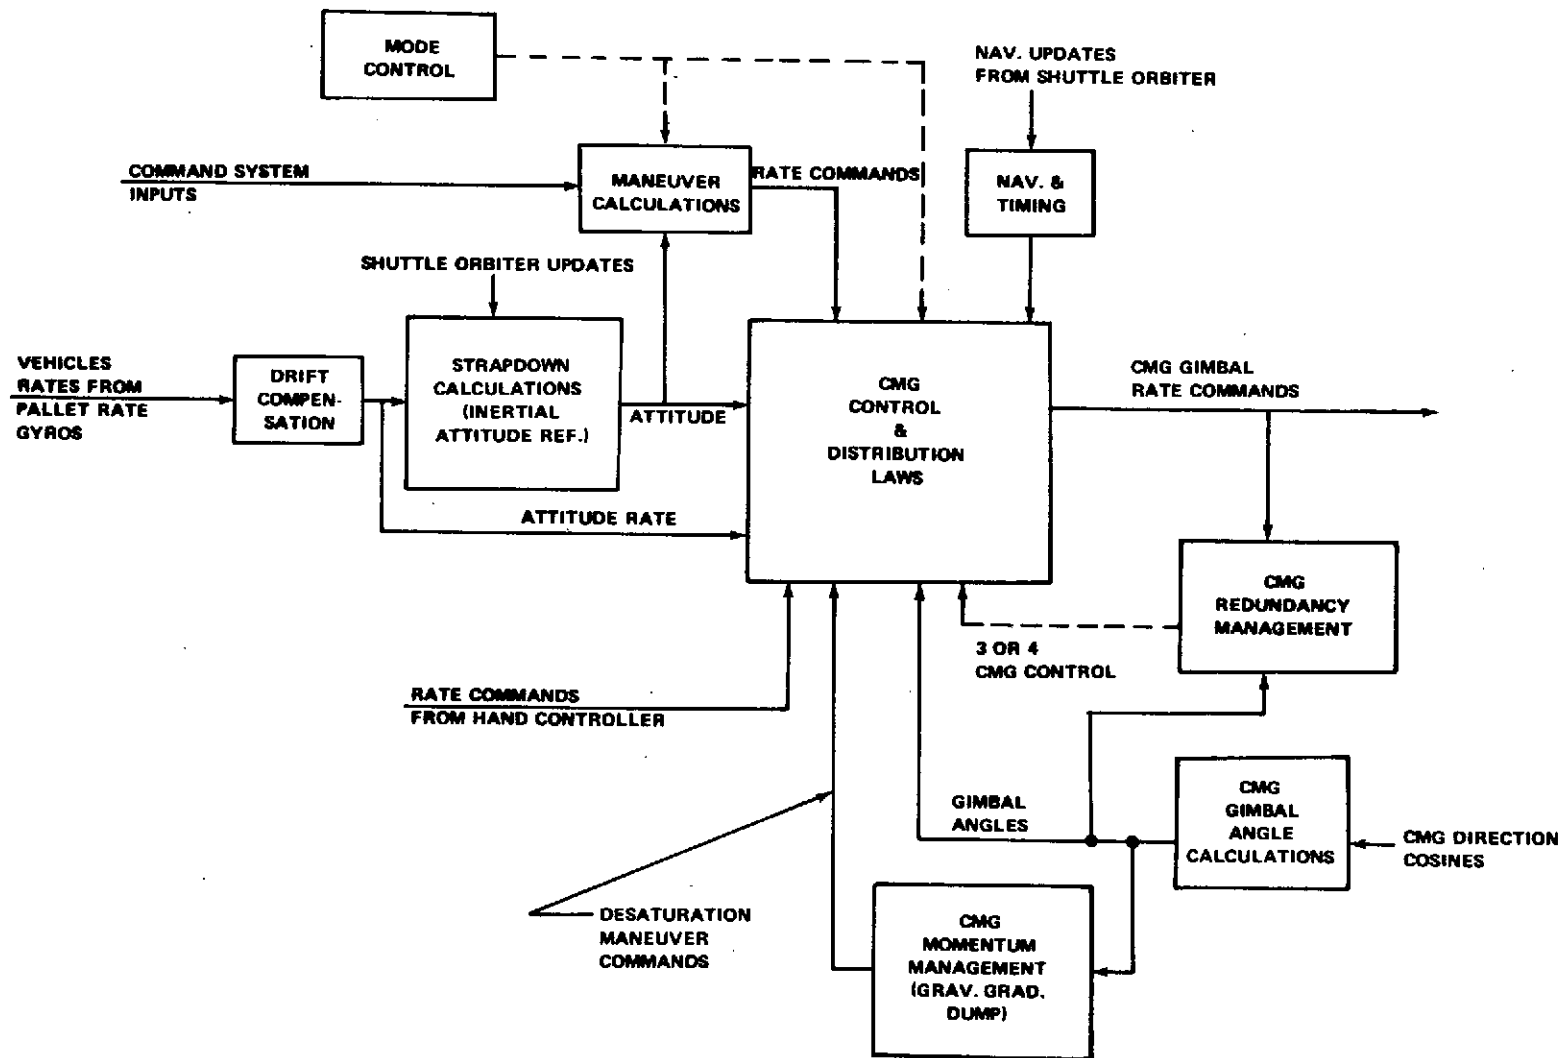 MODE
CONTROL
NAV. UPDATES
FROM SHUTTLE ORBITER
COMMAND SYSTEM
INPUTS
MANEUVER
CALCULATIONS
RATE COMMANDS
NAV. &
TIMING
SHUTTLE ORBITER UPDATES
VEHICLES
RATES FROM
PALLET RATE
GYROS
DRIFT
COMPEN-
SATION
STRAPDOWN
CALCULATIONS
(INERTIAL
ATTITUDE REF.)
ATTITUDE
CMG
CONTROL
&
DISTRIBUTION
LAWS
CMG GIMBAL
RATE COMMANDS
ATTITUDE RATE
CMG
REDUNDANCY
MANAGEMENT
3 OR 4
CMG CONTROL
RATE COMMANDS
FROM HAND CONTROLLER
GIMBAL
ANGLES
CMG
GIMBAL
ANGLE
CALCULATIONS
CMG DIRECTION
COSINES
DESATURATION
MANEUVER
COMMANDS
CMG
MOMENTUM
MANAGEMENT
(GRAV. GRAD.
DUMP)